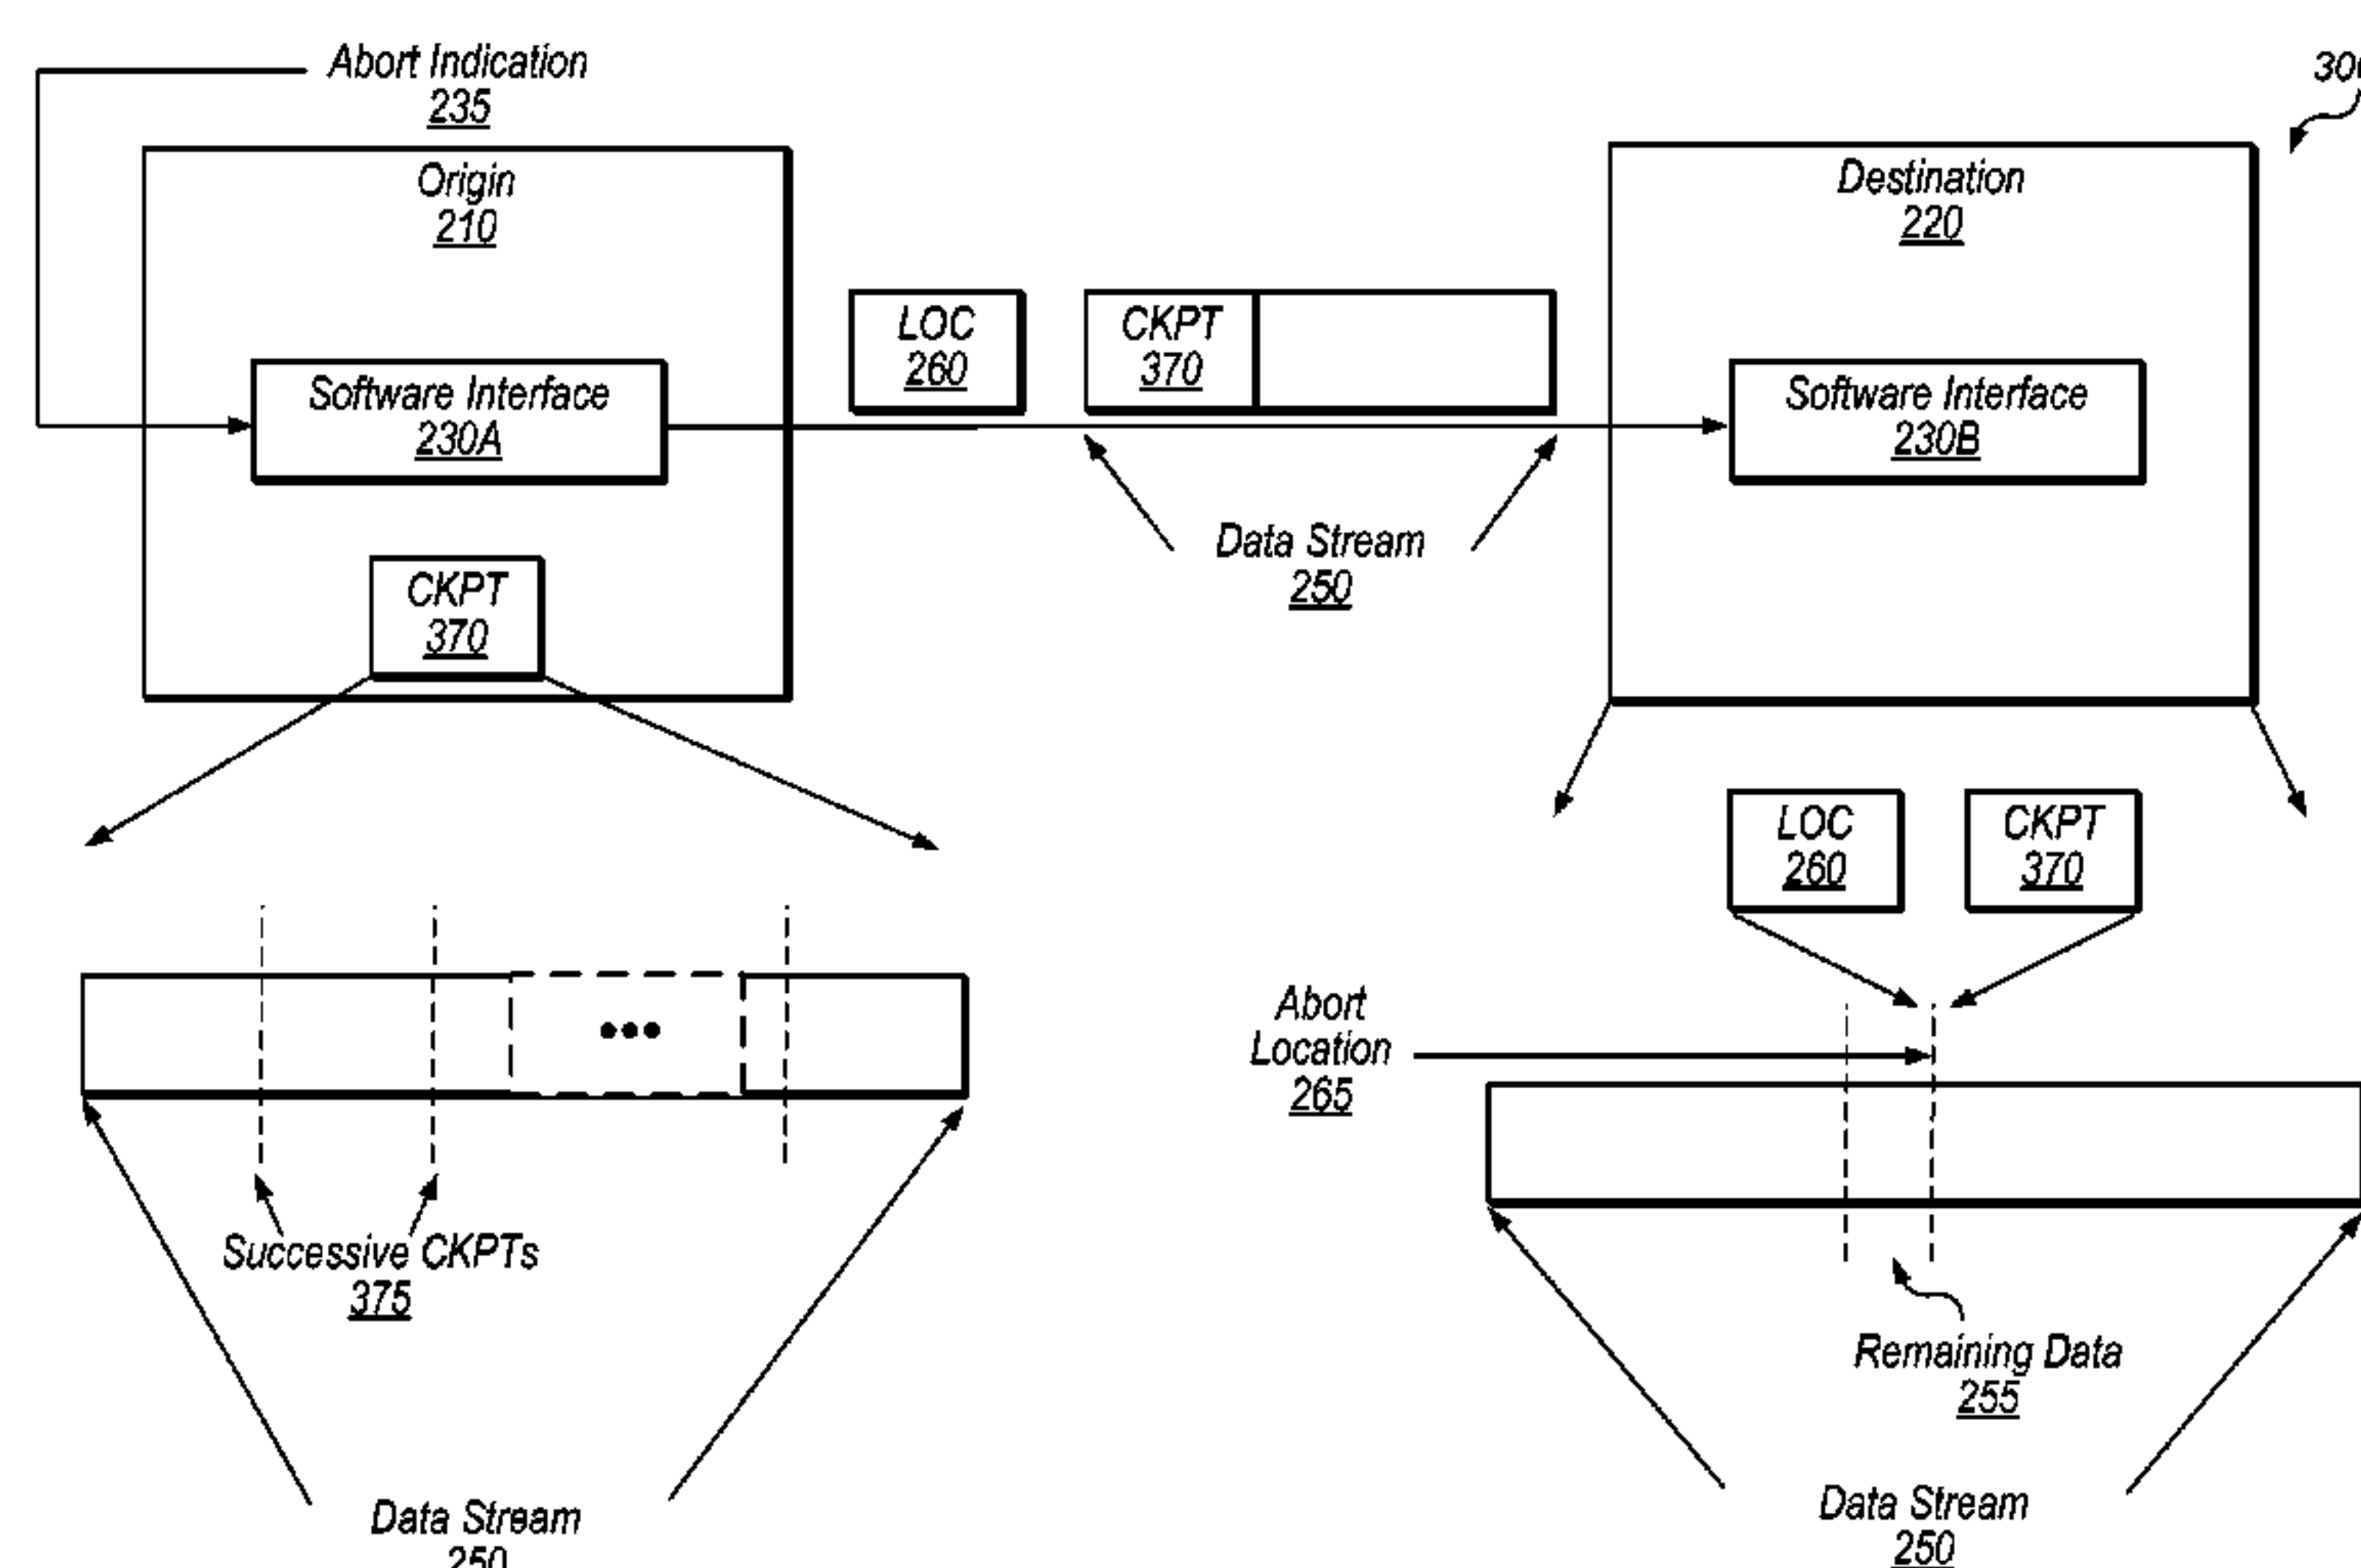 Abort Indication
235
Origin
210
Software Interface
230A
CKPT
370
LOC
260
CKPT
370
Data Stream
250
Destination
220
Software Interface
230B
Successive CKPTs
375
Data Stream
250
LOC
260
CKPT
370
Abort
Location
265
Remaining Data
255
Data Stream
250